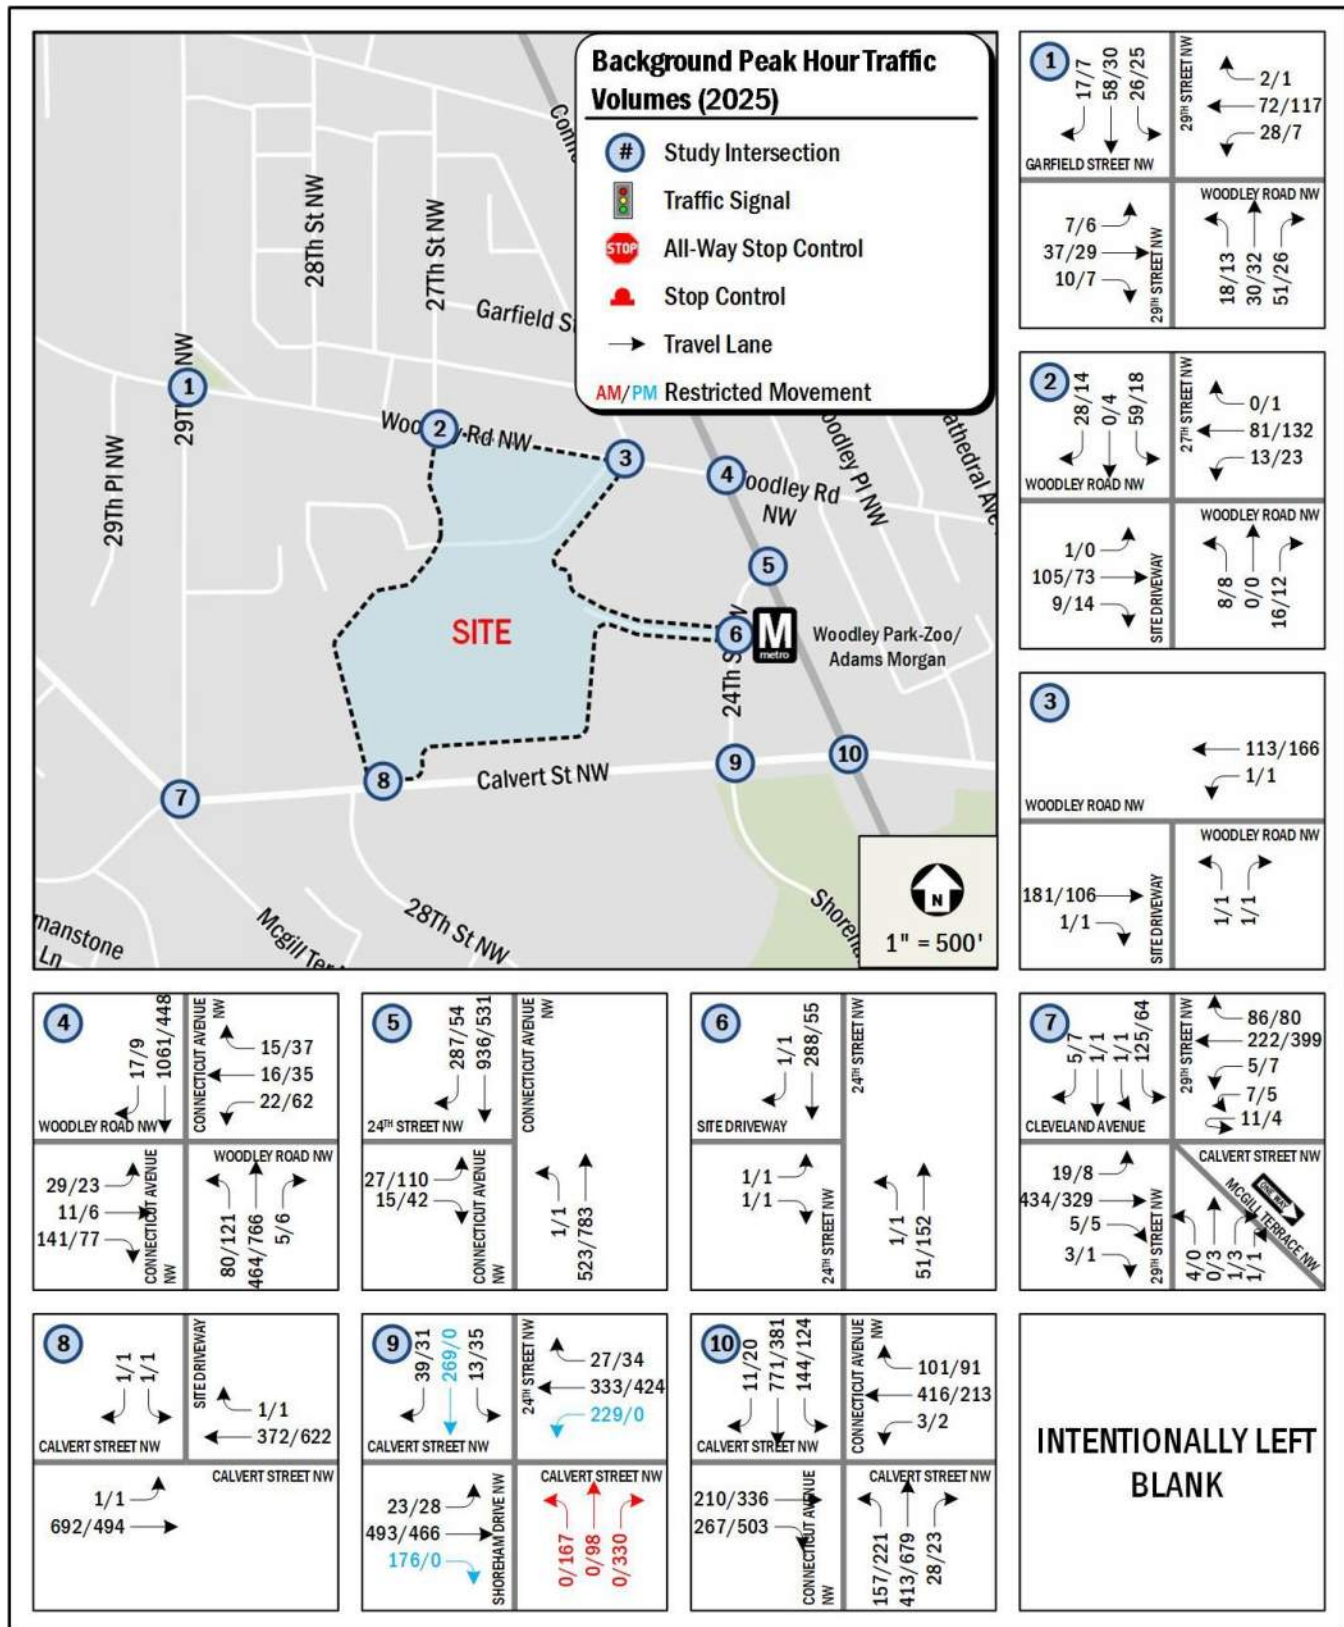 Background Peak Hour Traffic
Volumes (2025)
# Study Intersection
Traffic Signal
STOP All-Way Stop Control
Stop Control
Travel Lane
AM/PM Restricted Movement
28Th St NW
27Th St NW
29Th Pl NW
NW
1
2
3
4
5
6
7
8
9
10
Rd NW
Woodley Rd
NW
SITE
M
metro
Woodley Park-Zoo/
Adams Morgan
Calvert St NW
28Th St NW
Ln
N
1" = 500'
1
17/7
58/30
26/25
29TH STREET NW
2/1
72/117
28/7
GARFIELD STREET NW
WOODLEY ROAD NW
7/6
37/29
10/7
29TH STREET NW
18/13
30/32
51/26
2
28/14
0/4
59/18
27TH STREET NW
0/1
81/132
13/23
WOODLEY ROAD NW
WOODLEY ROAD NW
1/0
105/73
9/14
SITE DRIVEWAY
8/8
0/0
16/12
3
113/166
1/1
WOODLEY ROAD NW
WOODLEY ROAD NW
181/106
1/1
SITE DRIVEWAY
1/1
1/1
4
17/9
1061/448
CONNECTICUT AVENUE
NW
15/37
16/35
22/62
WOODLEY ROAD NW
WOODLEY ROAD NW
29/23
11/6
141/77
CONNECTICUT AVENUE
NW
80/121
464/766
5/6
5
287/54
936/531
CONNECTICUT AVENUE
NW
24TH STREET NW
27/110
15/42
CONNECTICUT AVENUE
NW
1/1
523/783
6
1/1
288/55
24TH STREET NW
SITE DRIVEWAY
1/1
1/1
24TH STREET NW
1/1
51/152
7
5/7
1/1
1/1
125/64
29TH STREET NW
86/80
222/399
5/7
7/5
11/4
CLEVELAND AVENUE
CALVERT STREET NW
MCGILL TERRACE NW
ONE WAY
19/8
434/329
5/5
3/1
29TH STREET NW
4/0
0/3
1/3
1/1
8
1/1
1/1
SITE DRIVEWAY
1/1
372/622
CALVERT STREET NW
CALVERT STREET NW
1/1
692/494
9
39/31
269/0
13/35
24TH STREET NW
27/34
333/424
229/0
CALVERT STREET NW
CALVERT STREET NW
23/28
493/466
176/0
SHOREHAM DRIVE NW
0/167
0/98
0/330
10
11/20
771/381
144/124
CONNECTICUT AVENUE
NW
101/91
416/213
3/2
CALVERT STREET NW
CALVERT STREET NW
210/336
267/503
CONNECTICUT AVENUE
NW
157/221
413/679
28/23
INTENTIONALLY LEFT
BLANK